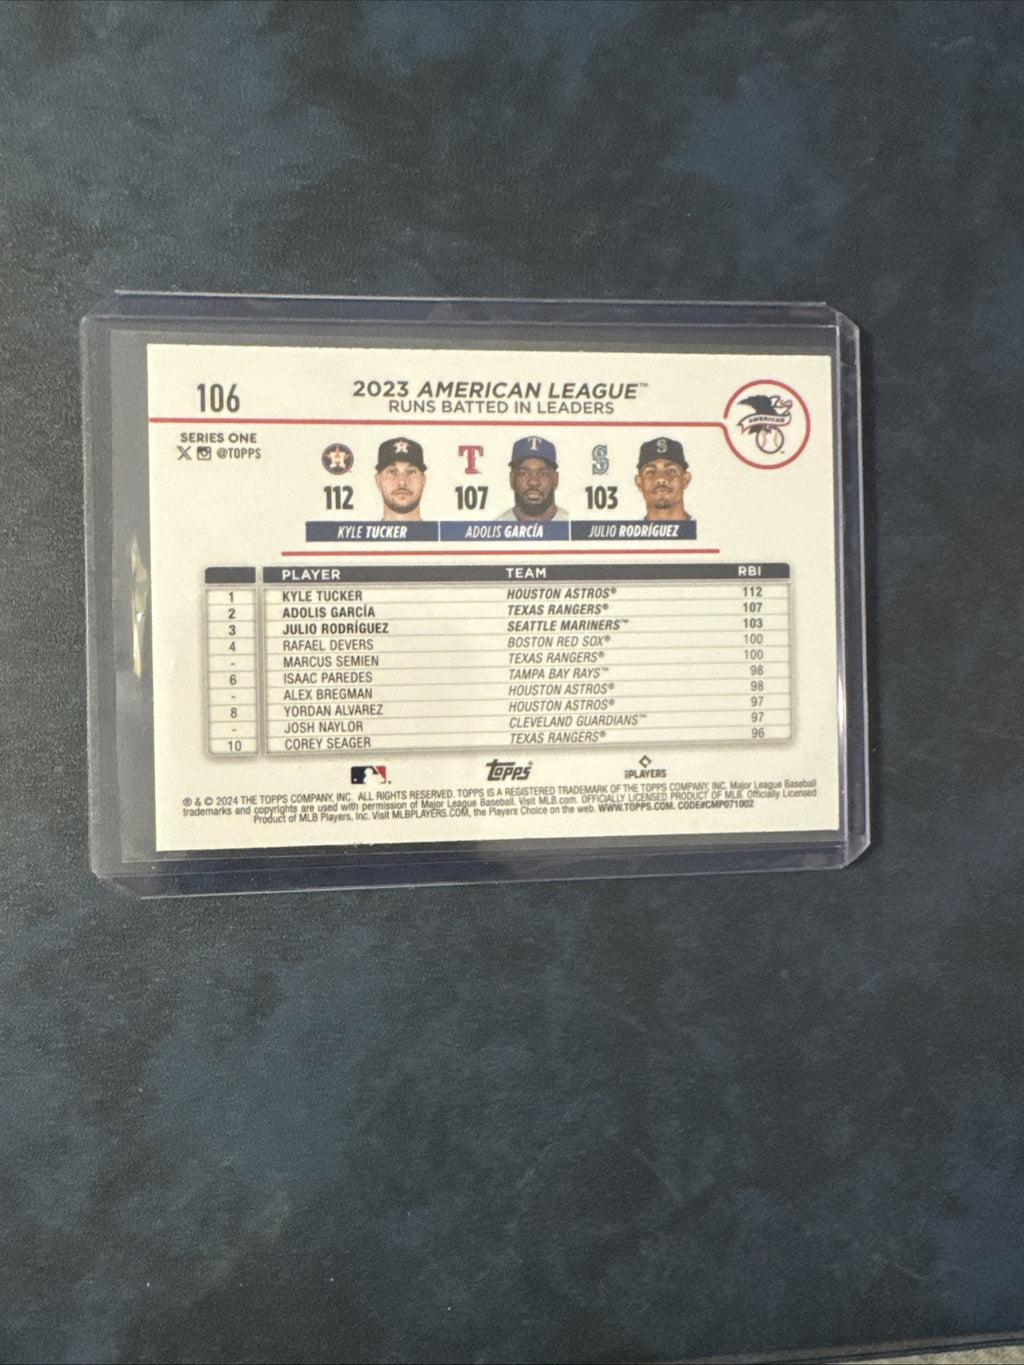 106
2023 AMERICAN LEAGUE™
RUNS BATTED IN LEADERS
AMERICAN
SERIES ONE
@TOPPS
112 107 103
KYLE TUCKER ADOLIS GARCÍA JULIO RODRÍGUEZ
PLAYER TEAM RBI
1 KYLE TUCKER HOUSTON ASTROS® 112
2 ADOLIS GARCÍA TEXAS RANGERS® 107
3 JULIO RODRÍGUEZ SEATTLE MARINERS™ 103
4 RAFAEL DEVERS BOSTON RED SOX® 100
- MARCUS SEMIEN TEXAS RANGERS® 100
6 ISAAC PAREDES TAMPA BAY RAYS™ 98
- ALEX BREGMAN HOUSTON ASTROS® 98
8 YORDAN ALVAREZ HOUSTON ASTROS® 97
- JOSH NAYLOR CLEVELAND GUARDIANS™ 97
10 COREY SEAGER TEXAS RANGERS® 96
Topps
PLAYERS
® & © 2024 THE TOPPS COMPANY, INC. ALL RIGHTS RESERVED. TOPPS IS A REGISTERED TRADEMARK OF THE TOPPS COMPANY, INC. Major League Baseball
trademarks and copyrights are used with permission of Major League Baseball. Visit MLB.com. OFFICIALLY LICENSED PRODUCT OF MLB. Officially Licensed
Product of MLB Players, Inc. Visit MLBPLAYERS.COM, the Players Choice on the web. WWW.TOPPS.COM. CODE#CMP071002